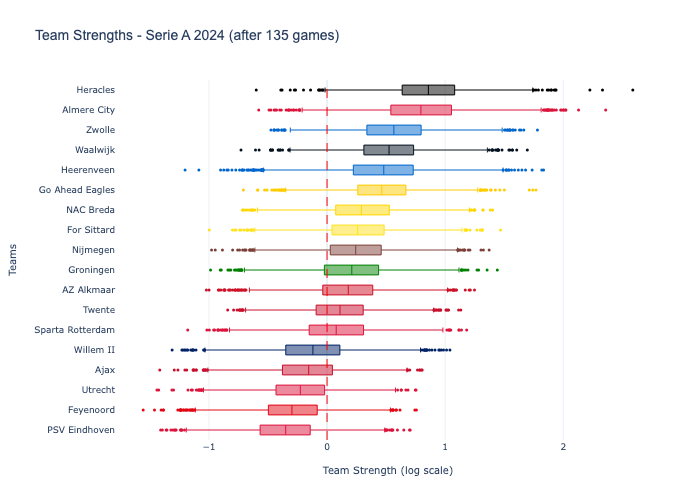 Team Strengths - Serie A 2024 (after 135 games)
Teams
Heracles
Almere City
Zwolle
Waalwijk
Heerenveen
Go Ahead Eagles
NAC Breda
For Sittard
Nijmegen
Groningen
AZ Alkmaar
Twente
Sparta Rotterdam
Willem II
Ajax
Utrecht
Feyenoord
PSV Eindhoven
−1 0 1 2
Team Strength (log scale)